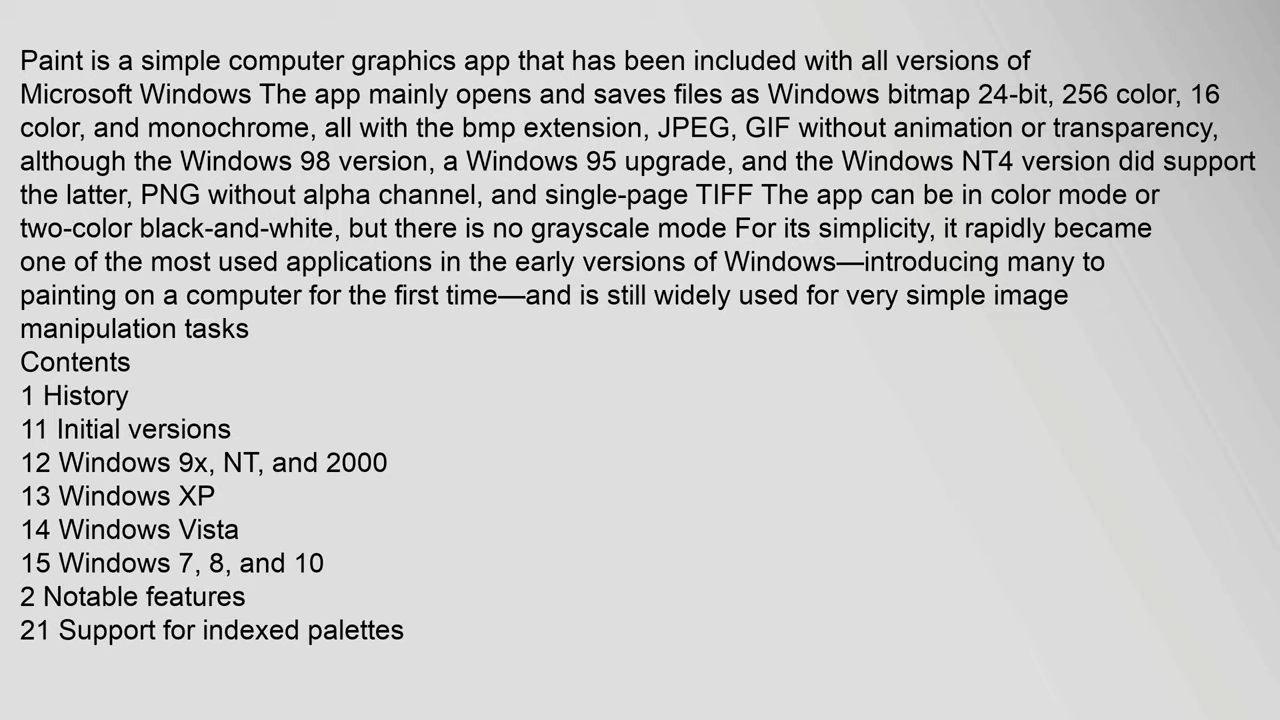 Paint is a simple computer graphics app that has been included with all versions of
Microsoft Windows The app mainly opens and saves files as Windows bitmap 24-bit, 256 color, 16
color, and monochrome, all with the bmp extension, JPEG, GIF without animation or transparency,
although the Windows 98 version, a Windows 95 upgrade, and the Windows NT4 version did support
the latter, PNG without alpha channel, and single-page TIFF The app can be in color mode or
two-color black-and-white, but there is no grayscale mode For its simplicity, it rapidly became
one of the most used applications in the early versions of Windows—introducing many to
painting on a computer for the first time—and is still widely used for very simple image
manipulation tasks
Contents
1 History
11 Initial versions
12 Windows 9x, NT, and 2000
13 Windows XP
14 Windows Vista
15 Windows 7, 8, and 10
2 Notable features
21 Support for indexed palettes